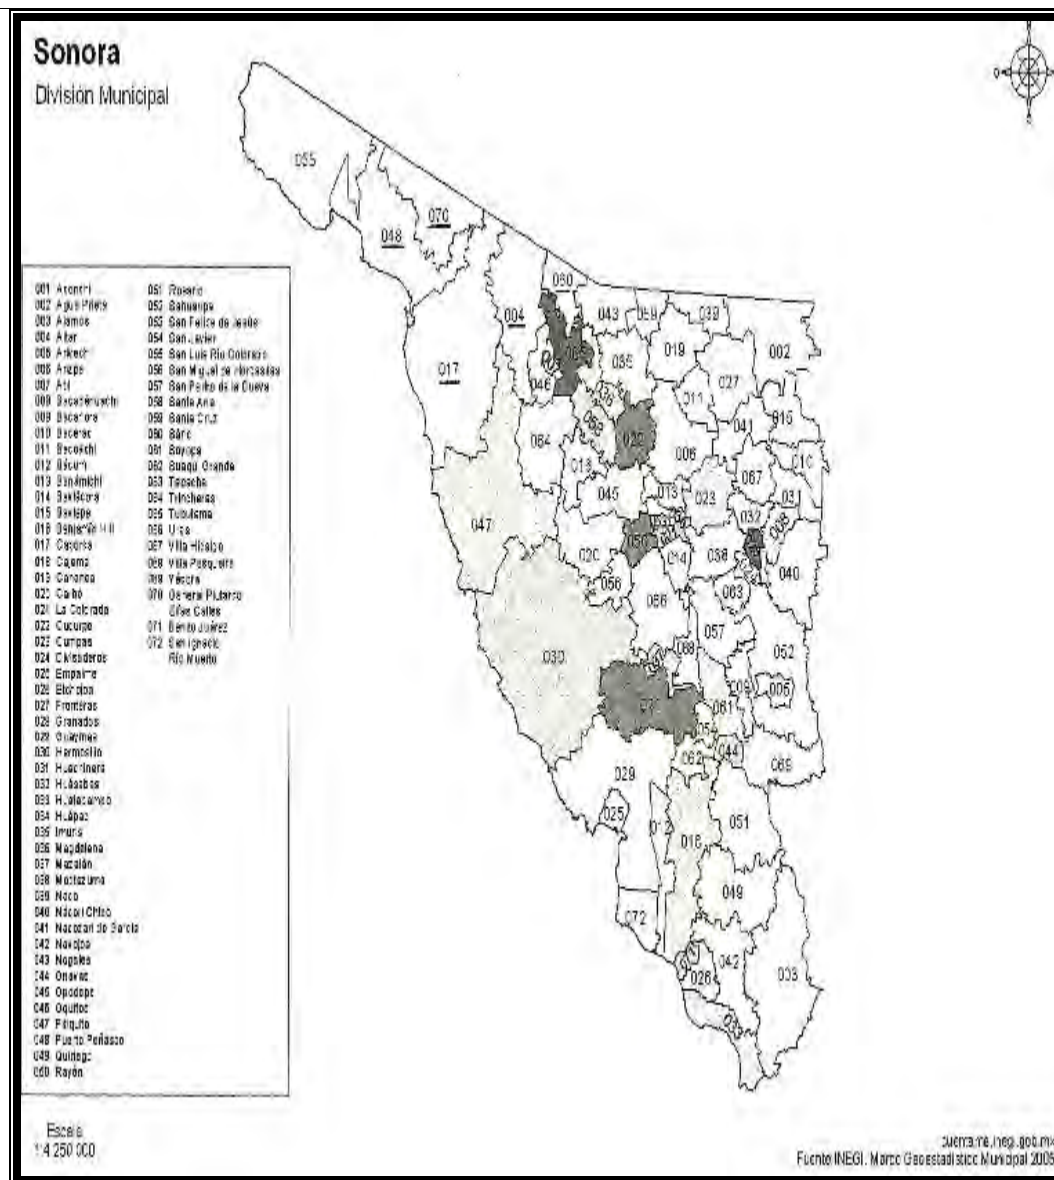 Sonora
División Municipal
001 Aconchi
002 Agua Prieta
003 Alamos
004 Altar
005 Arivechi
006 Arizpe
007 Atil
008 Bacadéhuachi
009 Bacanora
010 Bacerac
011 Bacoachi
012 Bácum
013 Banámichi
014 Baviácora
015 Bavispe
016 Benjamín Hill
017 Caborca
018 Cajeme
019 Cananea
020 Carbó
021 La Colorada
022 Cucurpe
023 Cumpas
024 Divisaderos
025 Empalme
026 Etchojoa
027 Fronteras
028 Granados
029 Guaymas
030 Hermosillo
031 Huachinera
032 Huásabas
033 Huatabampo
034 Huépac
035 Imuris
036 Magdalena
037 Mazatán
038 Moctezuma
039 Naco
040 Nácori Chico
041 Nacozari de García
042 Navojoa
043 Nogales
044 Onavas
045 Opodepe
046 Oquitoa
047 Pitiquito
048 Puerto Peñasco
049 Quiriego
050 Rayón
051 Rosario
052 Sahuaripa
053 San Felipe de Jesús
054 San Javier
055 San Luis Río Colorado
056 San Miguel de Horcasitas
057 San Pedro de la Cueva
058 Santa Ana
059 Santa Cruz
060 Sáric
061 Soyopa
062 Suaqui Grande
063 Tepache
064 Trincheras
065 Tubutama
066 Ures
067 Villa Hidalgo
068 Villa Pesqueira
069 Yécora
070 General Plutarco
Elías Calles
071 Benito Juárez
072 San Ignacio
Río Muerto
055
070
048
060
004
043
059
039
002
017
019
035
046
027
011
015
041
064
006
010
067
016
023
031
047
045
013
032
020
014
038
040
056
063
066
057
052
030
005
061
054
044
062
069
029
025
012
018
051
049
072
042
026
003
033
Escala
1:4 250 000
cuentame.inegi.gob.mx
Fuente INEGI. Marco Geoestadístico Municipal 2005